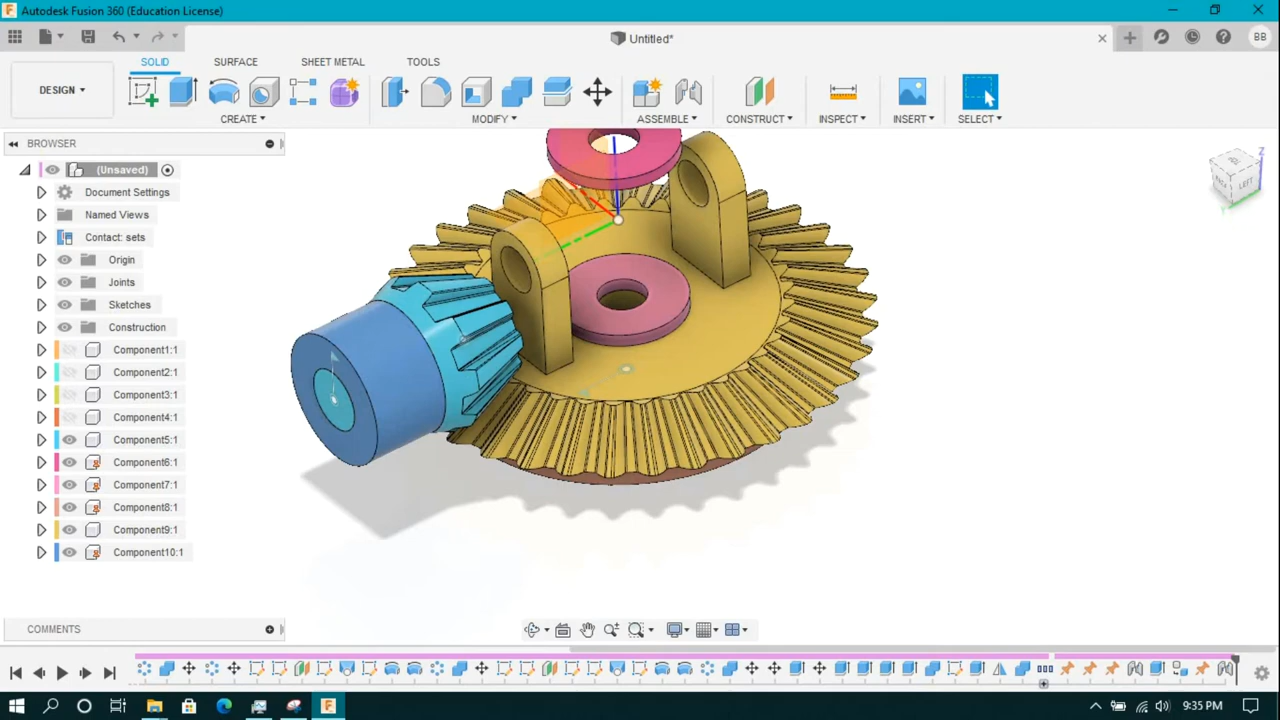 Autodesk Fusion 360 (Education License)
Untitled*
BB
SOLID
SURFACE
SHEET METAL
TOOLS
DESIGN
CREATE
MODIFY
ASSEMBLE
CONSTRUCT
INSPECT
INSERT
SELECT
BROWSER
(Unsaved)
Document Settings
Named Views
Contact: sets
Origin
Joints
Sketches
Construction
Component1:1
Component2:1
Component3:1
Component4:1
Component5:1
Component6:1
Component7:1
Component8:1
Component9:1
Component10:1
Z
LEFT
COMMENTS
9:35 PM